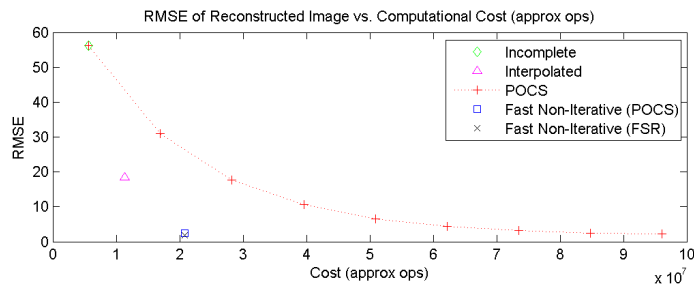 RMSE of Reconstructed Image vs. Computational Cost (approx ops)
60
50
40
30
20
10
0
RMSE
Incomplete
Interpolated
POCS
Fast Non-Iterative (POCS)
Fast Non-Iterative (FSR)
0 1 2 3 4 5 6 7 8 9 10
Cost (approx ops)
x 10^7